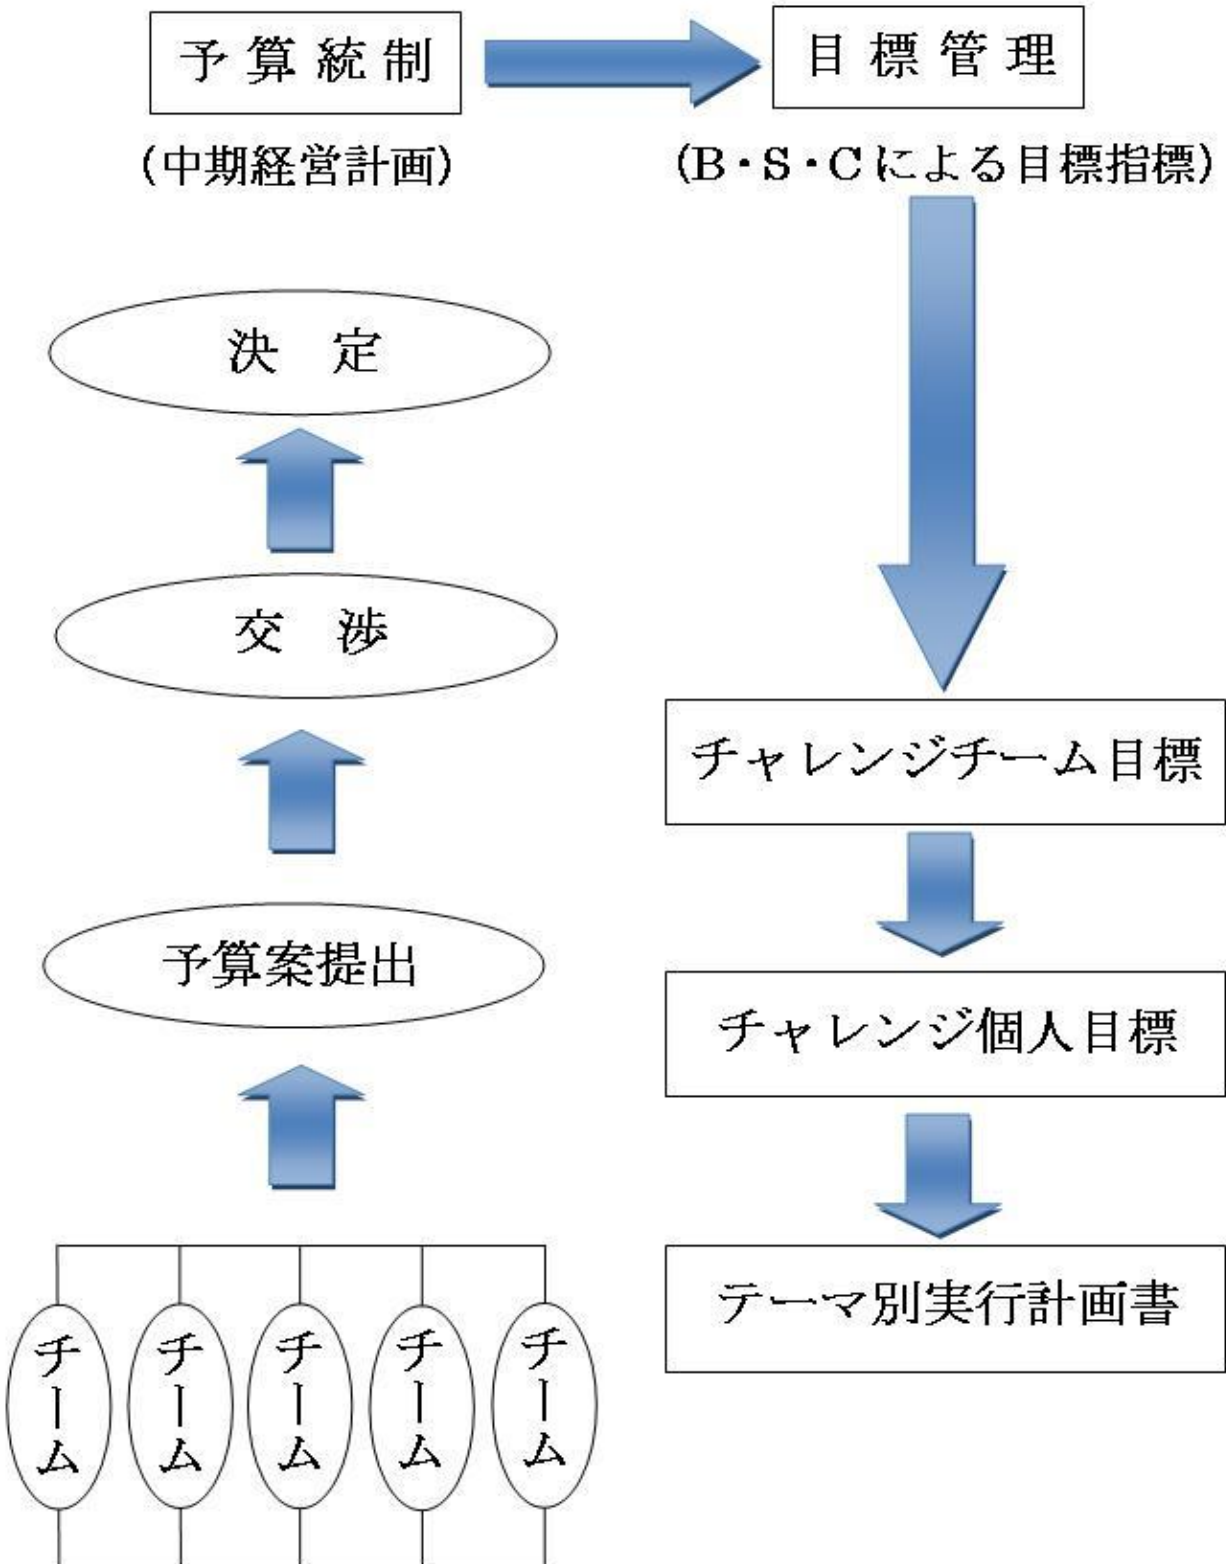 予算統制
目標管理
(中期経営計画)
(B・S・Cによる目標指標)
決 定
交 渉
予算案提出
チーム
チーム
チーム
チーム
チーム
チャレンジチーム目標
チャレンジ個人目標
テーマ別実行計画書